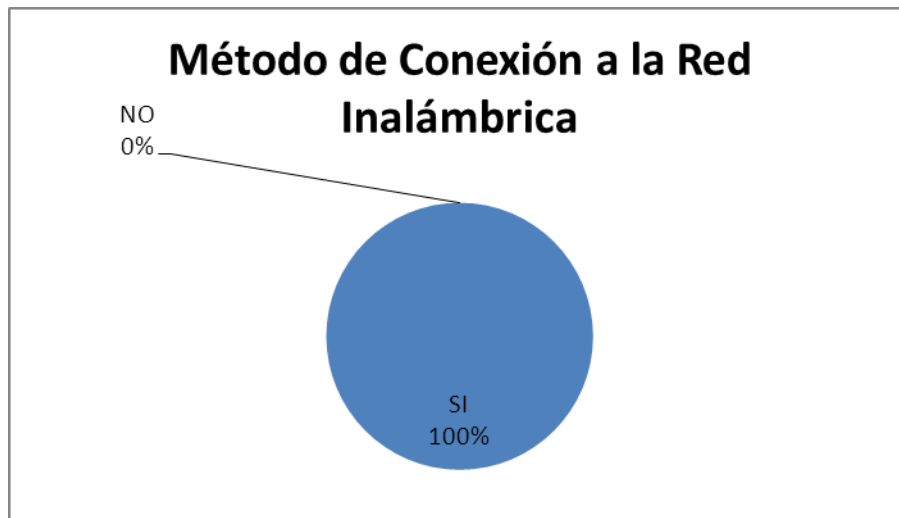 Método de Conexión a la Red
Inalámbrica
NO
0%
SI
100%